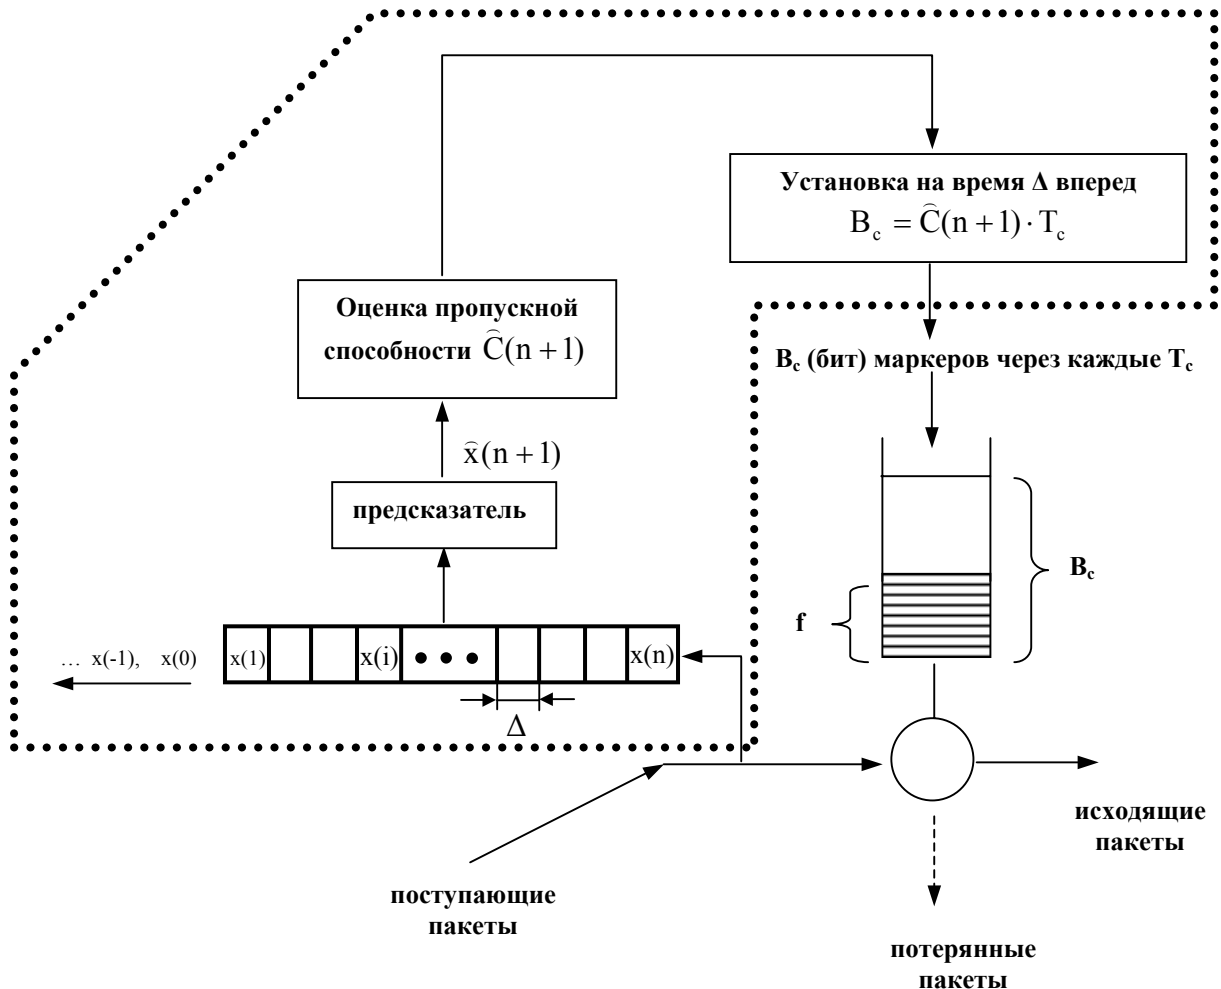 Установка на время Δ вперед
B_c = Ĉ(n + 1) · T_c
Оценка пропускной
способности Ĉ(n + 1)
B_c (бит) маркеров через каждые T_c
x̂(n + 1)
предсказатель
B_c
f
… x(-1), x(0)
x(1) x(i) ● ● ● x(n)
Δ
исходящие
пакеты
поступающие
пакеты
потерянные
пакеты